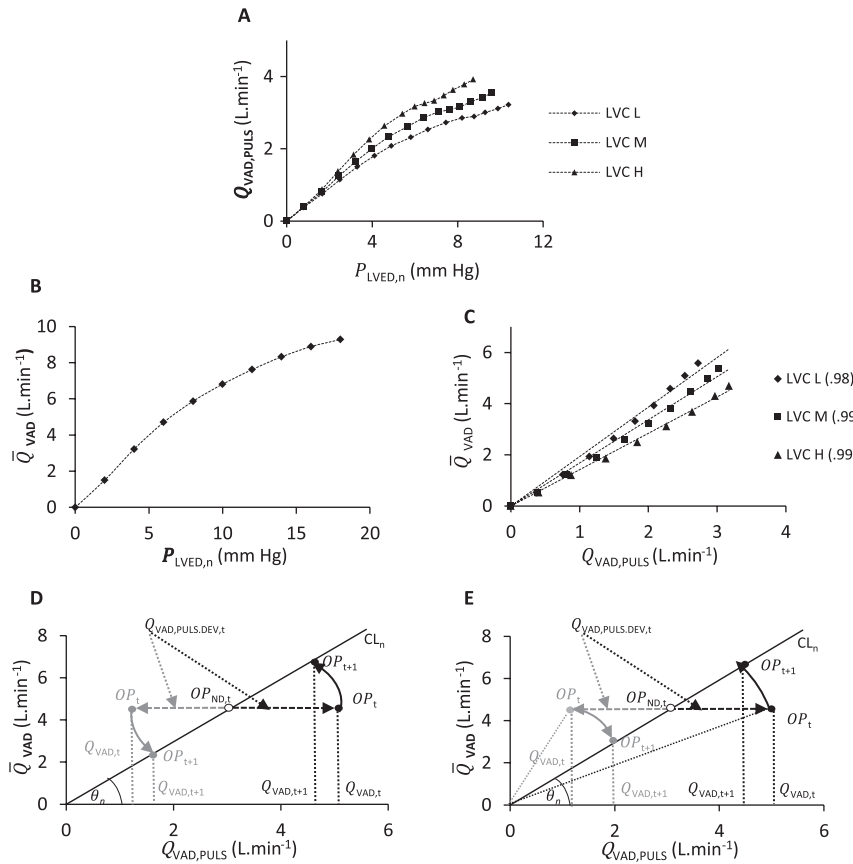 A
Q_VAD,PULS (L.min⁻¹)
4
2
0
0 4 8 12
P_LVED,n (mm Hg)
LVC L
LVC M
LVC H
B
Q̅_VAD (L.min⁻¹)
10
8
6
4
2
0
0 5 10 15 20
P_LVED,n (mm Hg)
C
Q̅_VAD (L.min⁻¹)
6
4
2
0
0 1 2 3 4
Q_VAD,PULS (L.min⁻¹)
LVC L (.98)
LVC M (.99
LVC H (.99
D
Q̅_VAD (L.min⁻¹)
8
6
4
2
0
0 2 4 6
Q_VAD,PULS (L.min⁻¹)
Q_VAD,PULS.DEV,t
CL_n
OP_t+1
OP_t
OP_ND,t
OP_t
OP_t+1
Q_VAD,t
Q_VAD,t+1
Q_VAD,t+1
Q_VAD,t
θ_n
E
Q̅_VAD (L.min⁻¹)
8
6
4
2
0
0 2 4 6
Q_VAD,PULS (L.min⁻¹)
Q_VAD,PULS.DEV,t
CL_n
OP_t+1
OP_t
OP_ND,t
OP_t
OP_t+1
Q_VAD,t
Q_VAD,t+1
Q_VAD,t+1
Q_VAD,t
θ_n